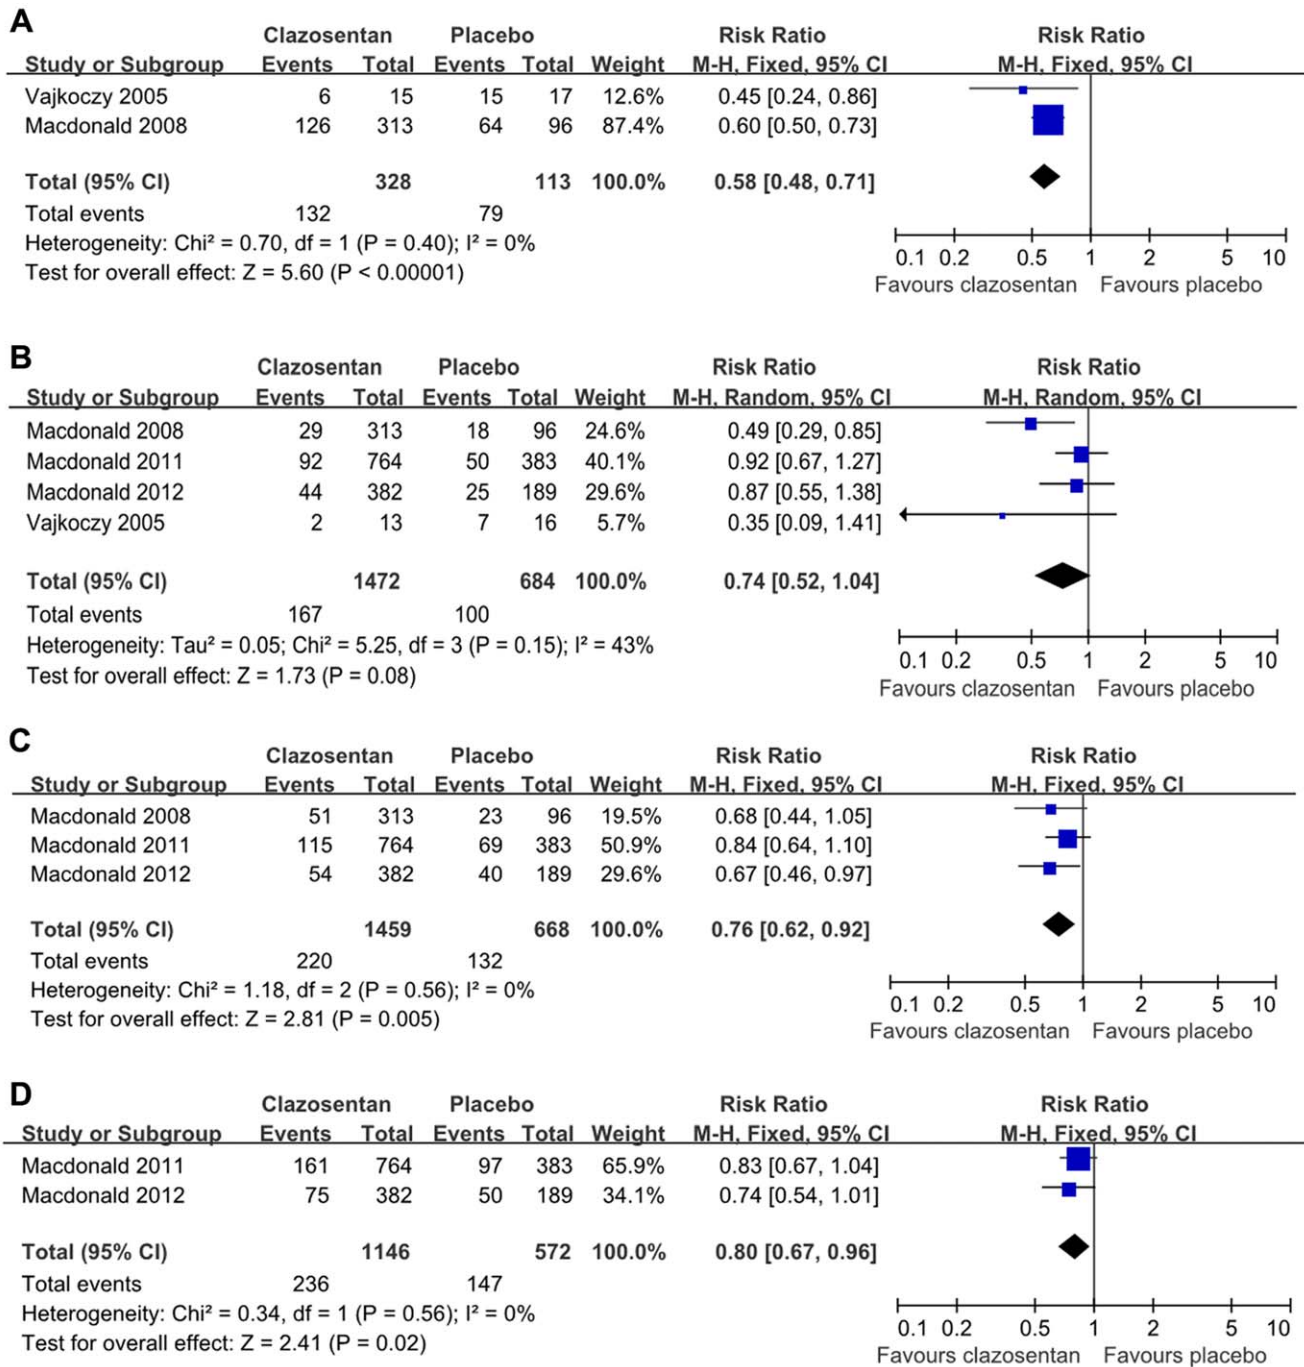 A
Clazosentan Placebo Risk Ratio Risk Ratio
Study or Subgroup Events Total Events Total Weight M-H, Fixed, 95% CI M-H, Fixed, 95% CI
Vajkoczy 2005 6 15 15 17 12.6% 0.45 [0.24, 0.86]
Macdonald 2008 126 313 64 96 87.4% 0.60 [0.50, 0.73]
Total (95% CI) 328 113 100.0% 0.58 [0.48, 0.71]
Total events 132 79
Heterogeneity: Chi² = 0.70, df = 1 (P = 0.40); I² = 0%
Test for overall effect: Z = 5.60 (P < 0.00001)
0.1 0.2 0.5 1 2 5 10
Favours clazosentan Favours placebo
B
Clazosentan Placebo Risk Ratio Risk Ratio
Study or Subgroup Events Total Events Total Weight M-H, Random, 95% CI M-H, Random, 95% CI
Macdonald 2008 29 313 18 96 24.6% 0.49 [0.29, 0.85]
Macdonald 2011 92 764 50 383 40.1% 0.92 [0.67, 1.27]
Macdonald 2012 44 382 25 189 29.6% 0.87 [0.55, 1.38]
Vajkoczy 2005 2 13 7 16 5.7% 0.35 [0.09, 1.41]
Total (95% CI) 1472 684 100.0% 0.74 [0.52, 1.04]
Total events 167 100
Heterogeneity: Tau² = 0.05; Chi² = 5.25, df = 3 (P = 0.15); I² = 43%
Test for overall effect: Z = 1.73 (P = 0.08)
0.1 0.2 0.5 1 2 5 10
Favours clazosentan Favours placebo
C
Clazosentan Placebo Risk Ratio Risk Ratio
Study or Subgroup Events Total Events Total Weight M-H, Fixed, 95% CI M-H, Fixed, 95% CI
Macdonald 2008 51 313 23 96 19.5% 0.68 [0.44, 1.05]
Macdonald 2011 115 764 69 383 50.9% 0.84 [0.64, 1.10]
Macdonald 2012 54 382 40 189 29.6% 0.67 [0.46, 0.97]
Total (95% CI) 1459 668 100.0% 0.76 [0.62, 0.92]
Total events 220 132
Heterogeneity: Chi² = 1.18, df = 2 (P = 0.56); I² = 0%
Test for overall effect: Z = 2.81 (P = 0.005)
0.1 0.2 0.5 1 2 5 10
Favours clazosentan Favours placebo
D
Clazosentan Placebo Risk Ratio Risk Ratio
Study or Subgroup Events Total Events Total Weight M-H, Fixed, 95% CI M-H, Fixed, 95% CI
Macdonald 2011 161 764 97 383 65.9% 0.83 [0.67, 1.04]
Macdonald 2012 75 382 50 189 34.1% 0.74 [0.54, 1.01]
Total (95% CI) 1146 572 100.0% 0.80 [0.67, 0.96]
Total events 236 147
Heterogeneity: Chi² = 0.34, df = 1 (P = 0.56); I² = 0%
Test for overall effect: Z = 2.41 (P = 0.02)
0.1 0.2 0.5 1 2 5 10
Favours clazosentan Favours placebo